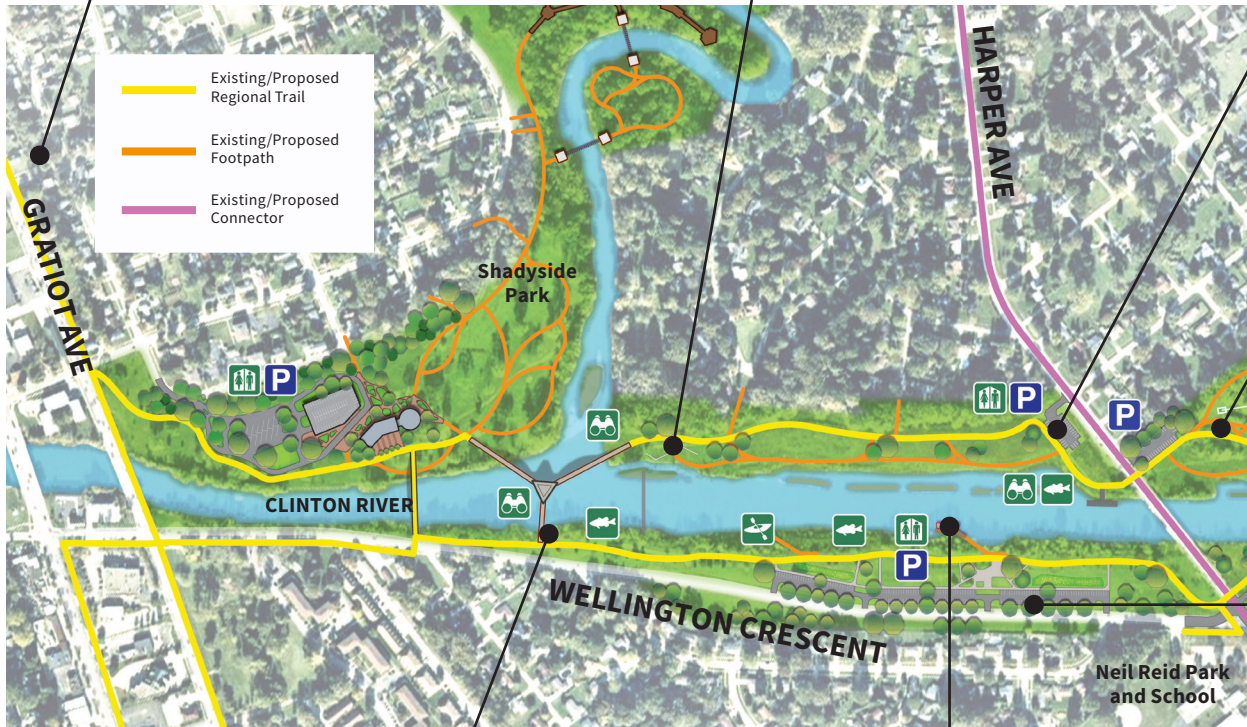 Existing/Proposed
Regional Trail
Existing/Proposed
Footpath
Existing/Proposed
Connector
GRATIOT AVE
HARPER AVE
Shadyside
Park
P
P
P
CLINTON RIVER
P
WELLINGTON CRESCENT
Neil Reid Park
and School